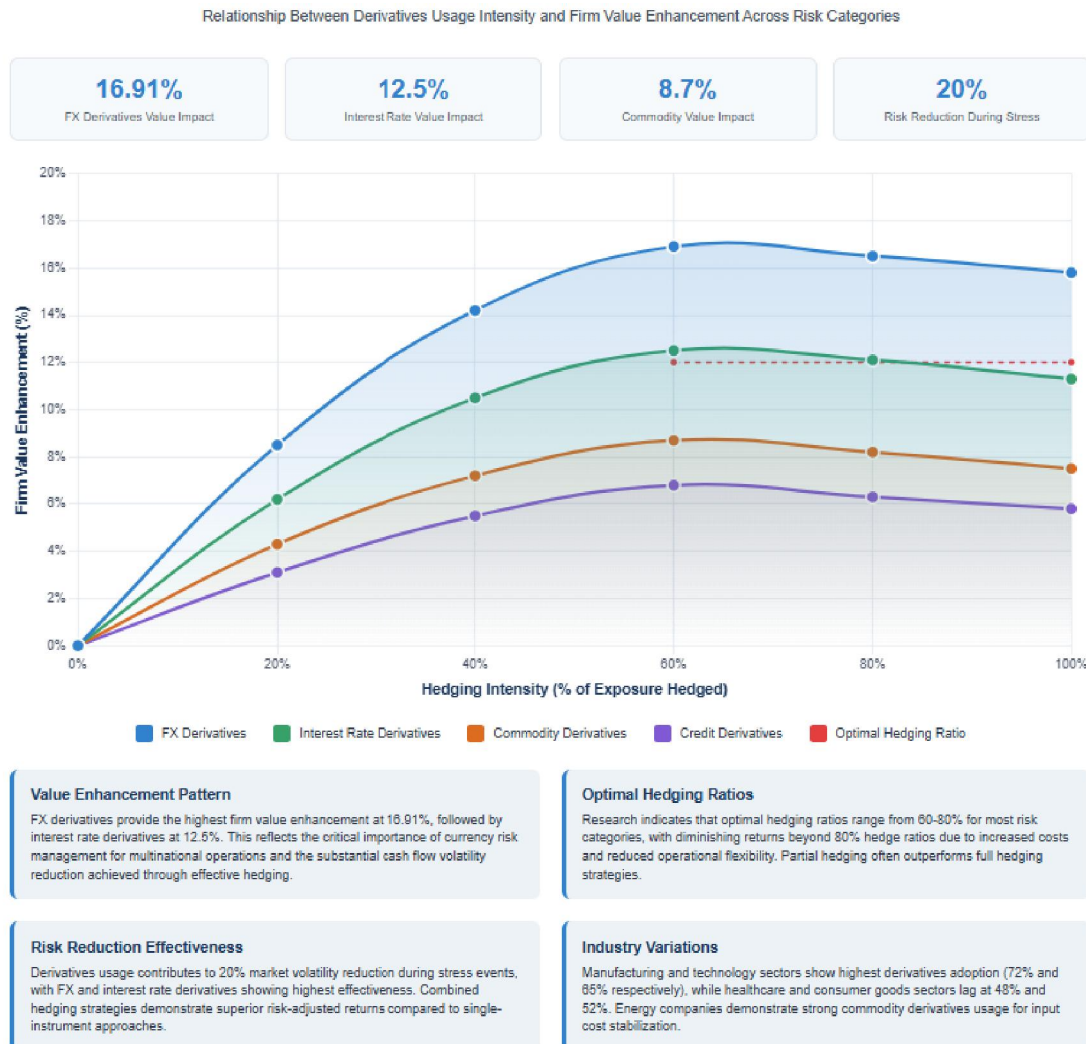 Relationship Between Derivatives Usage Intensity and Firm Value Enhancement Across Risk Categories
16.91%
FX Derivatives Value Impact
12.5%
Interest Rate Value Impact
8.7%
Commodity Value Impact
20%
Risk Reduction During Stress
20%
18%
16%
14%
12%
10%
8%
6%
4%
2%
0%
Firm Value Enhancement (%)
0%
20%
40%
60%
80%
100%
Hedging Intensity (% of Exposure Hedged)
FX Derivatives
Interest Rate Derivatives
Commodity Derivatives
Credit Derivatives
Optimal Hedging Ratio
Value Enhancement Pattern
FX derivatives provide the highest firm value enhancement at 16.91%, followed by
interest rate derivatives at 12.5%. This reflects the critical importance of currency risk
management for multinational operations and the substantial cash flow volatility
reduction achieved through effective hedging.
Optimal Hedging Ratios
Research indicates that optimal hedging ratios range from 60-80% for most risk
categories, with diminishing returns beyond 80% hedge ratios due to increased costs
and reduced operational flexibility. Partial hedging often outperforms full hedging
strategies.
Risk Reduction Effectiveness
Derivatives usage contributes to 20% market volatility reduction during stress events,
with FX and interest rate derivatives showing highest effectiveness. Combined
hedging strategies demonstrate superior risk-adjusted returns compared to single-
instrument approaches.
Industry Variations
Manufacturing and technology sectors show highest derivatives adoption (72% and
65% respectively), while healthcare and consumer goods sectors lag at 48% and
52%. Energy companies demonstrate strong commodity derivatives usage for input
cost stabilization.